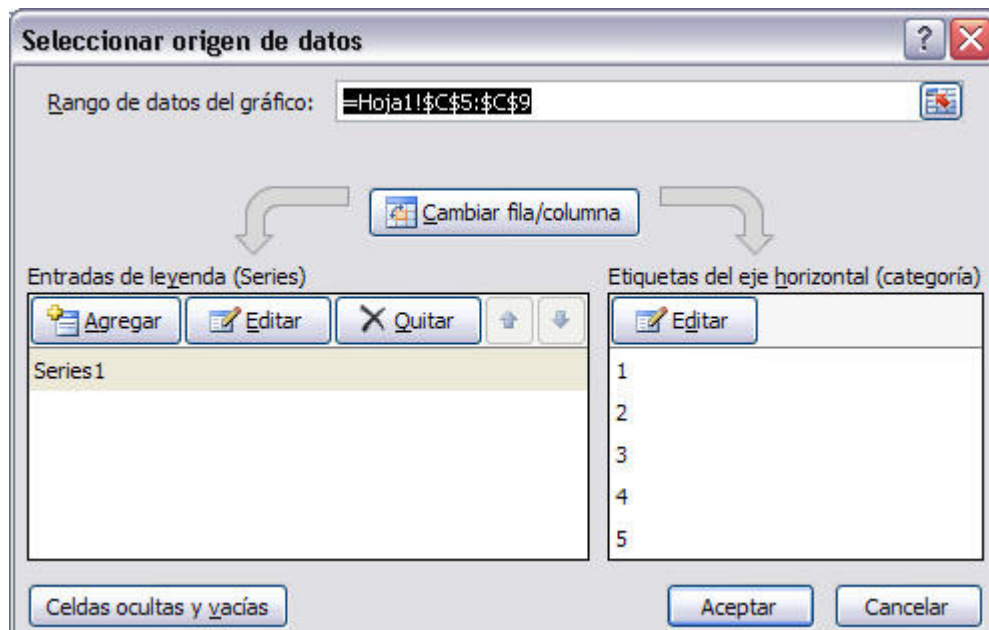 Seleccionar origen de datos
Rango de datos del gráfico: =Hoja1!$C$5:$C$9
Cambiar fila/columna
Entradas de leyenda (Series)
Agregar Editar Quitar
Series1
Etiquetas del eje horizontal (categoría)
Editar
1
2
3
4
5
Celdas ocultas y vacías
Aceptar Cancelar